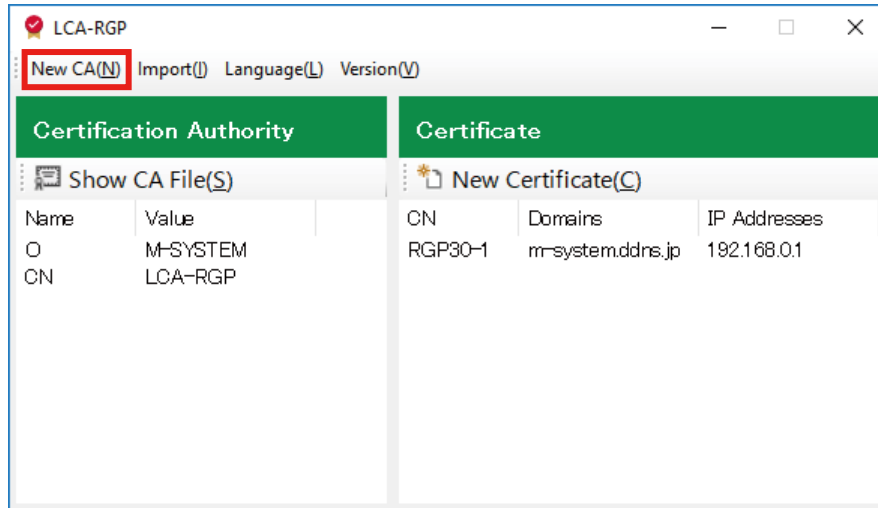 LCA-RGP
New CA(N) Import(I) Language(L) Version(V)
Certification Authority
Show CA File(S)
Name Value
O M-SYSTEM
CN LCA-RGP
Certificate
New Certificate(C)
CN Domains IP Addresses
RGP30-1 m-system.ddns.jp 192.168.0.1